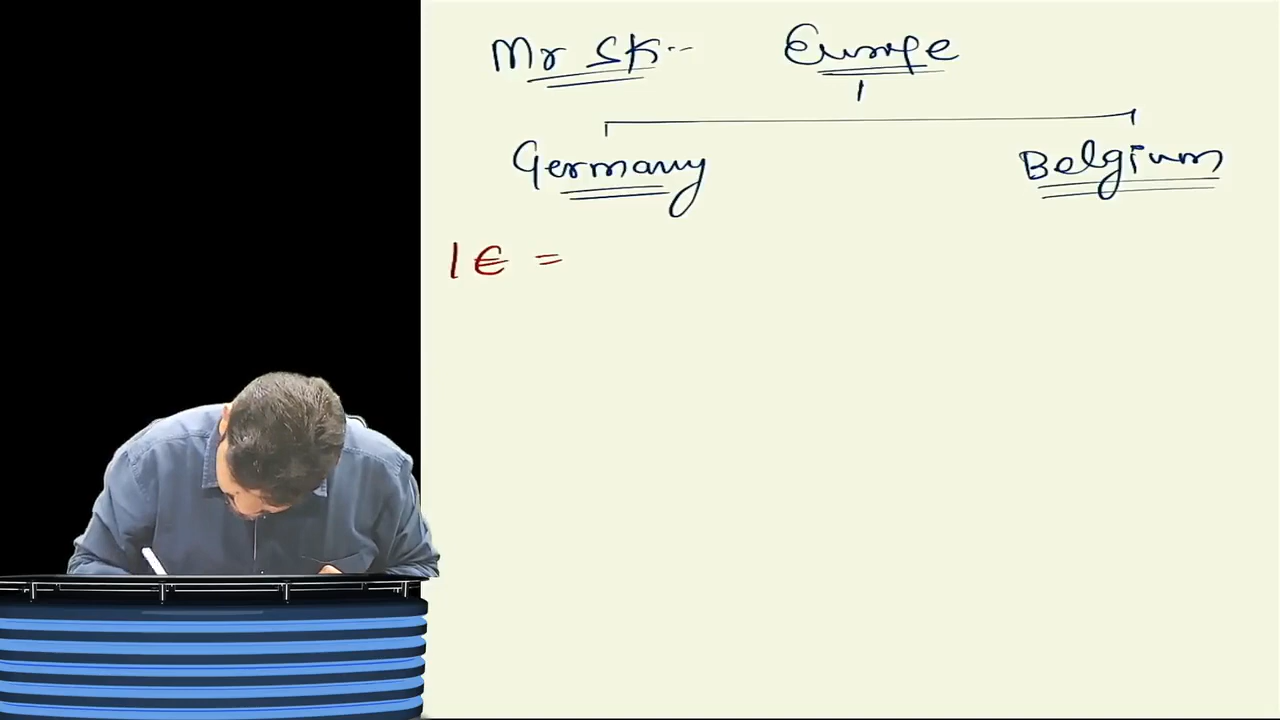 Mr SK-- Europe
Germany Belgium
1 € =